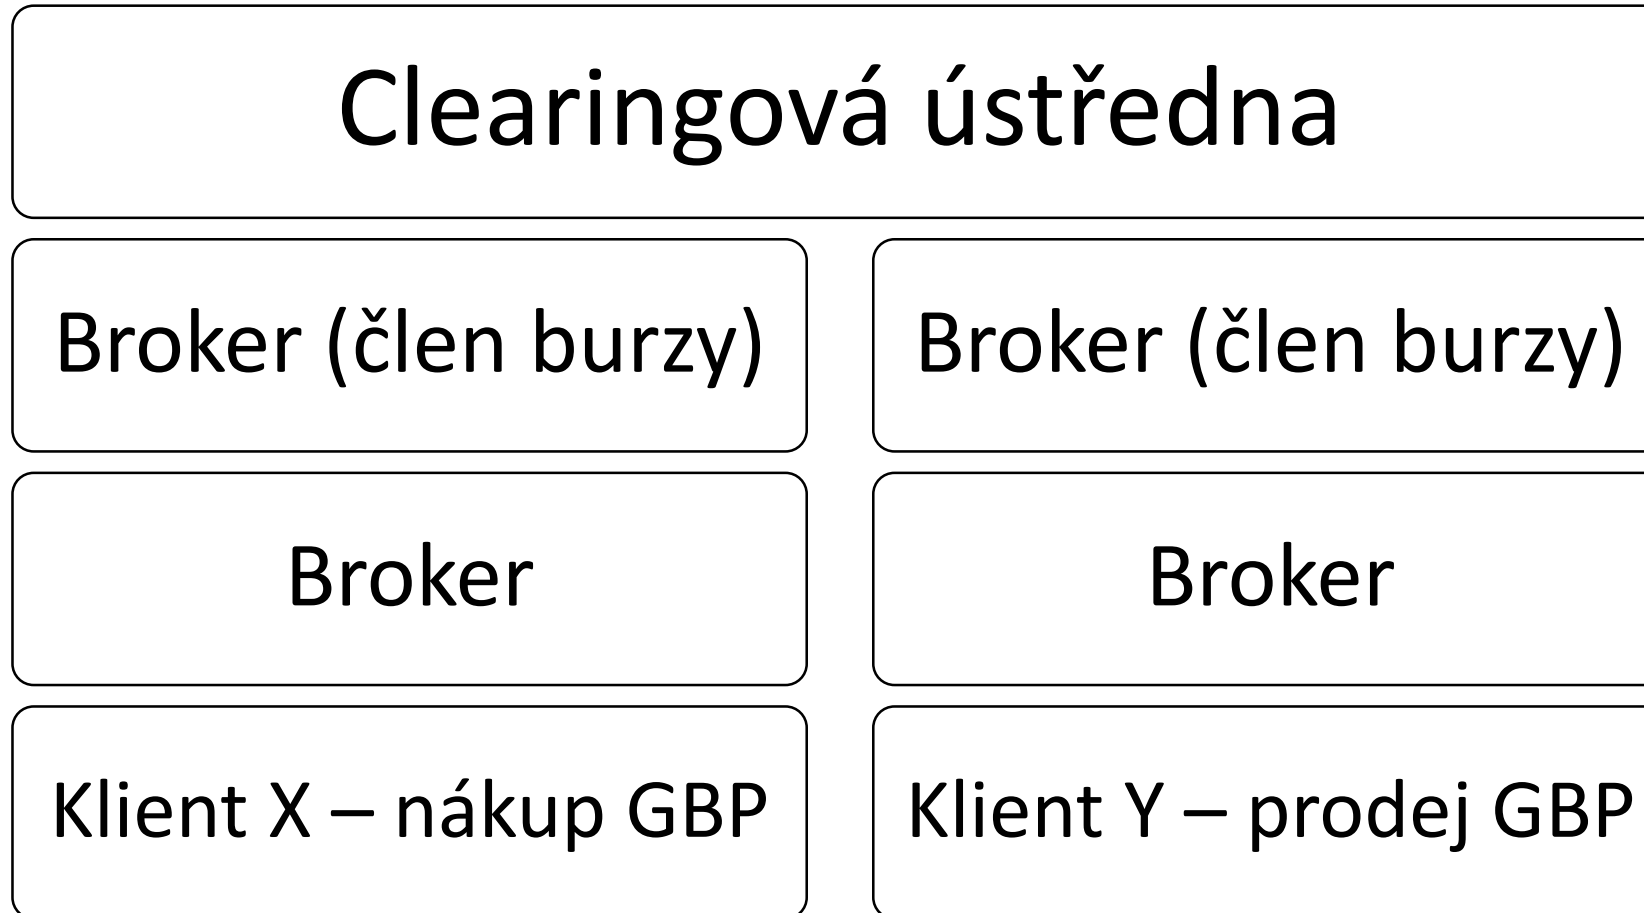 Clearingová ústředna
Broker (člen burzy)
Broker (člen burzy)
Broker
Broker
Klient X – nákup GBP
Klient Y – prodej GBP